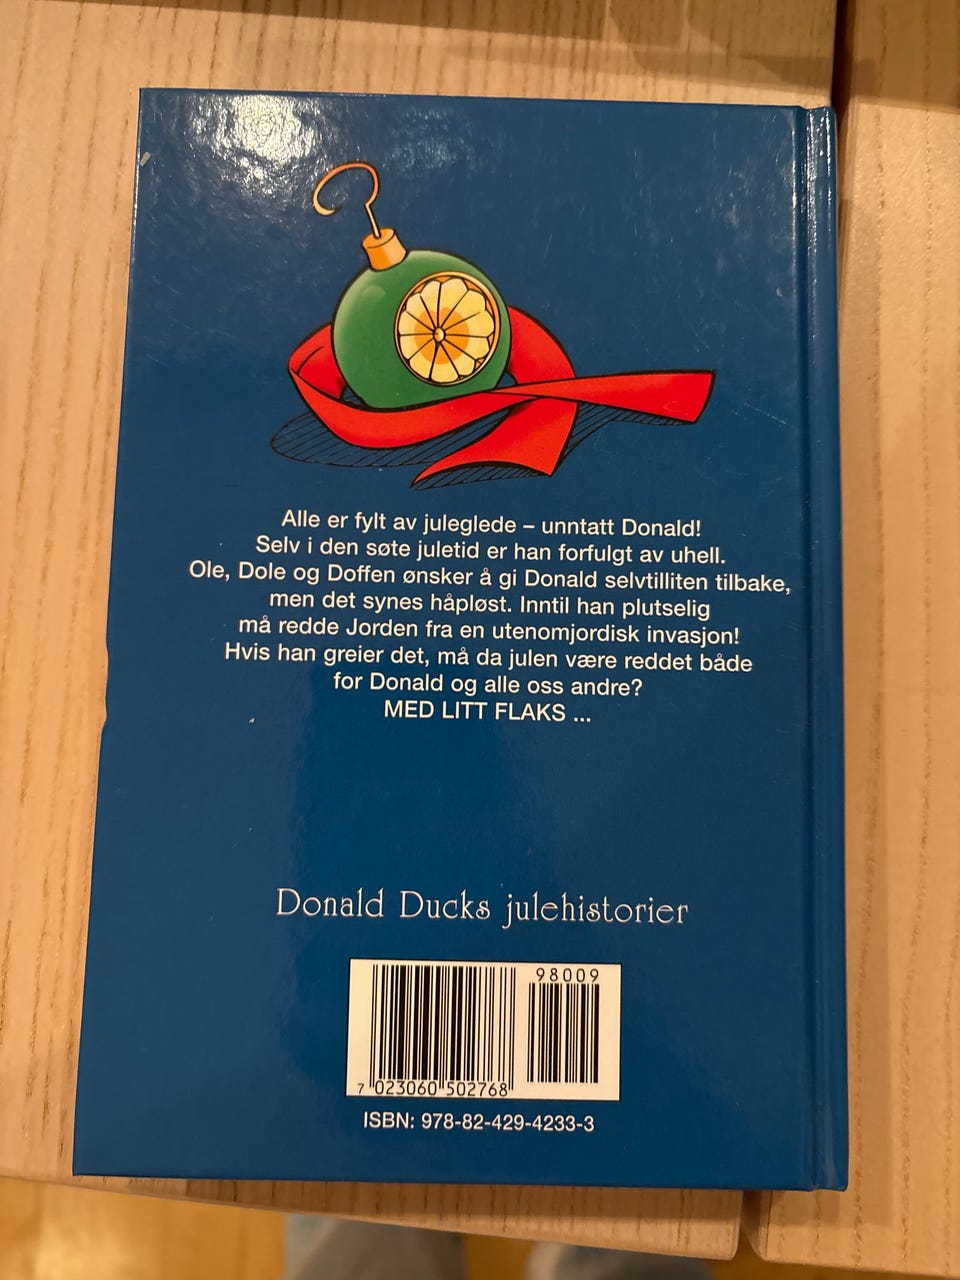 Alle er fylt av juleglede – unntatt Donald!
Selv i den søte juletid er han forfulgt av uhell.
Ole, Dole og Doffen ønsker å gi Donald selvtilliten tilbake,
men det synes håpløst. Inntil han plutselig
må redde Jorden fra en utenomjordisk invasjon!
Hvis han greier det, må da julen være reddet både
for Donald og alle oss andre?
MED LITT FLAKS ...
Donald Ducks julehistorier
98009
7 023060 502768
ISBN: 978-82-429-4233-3